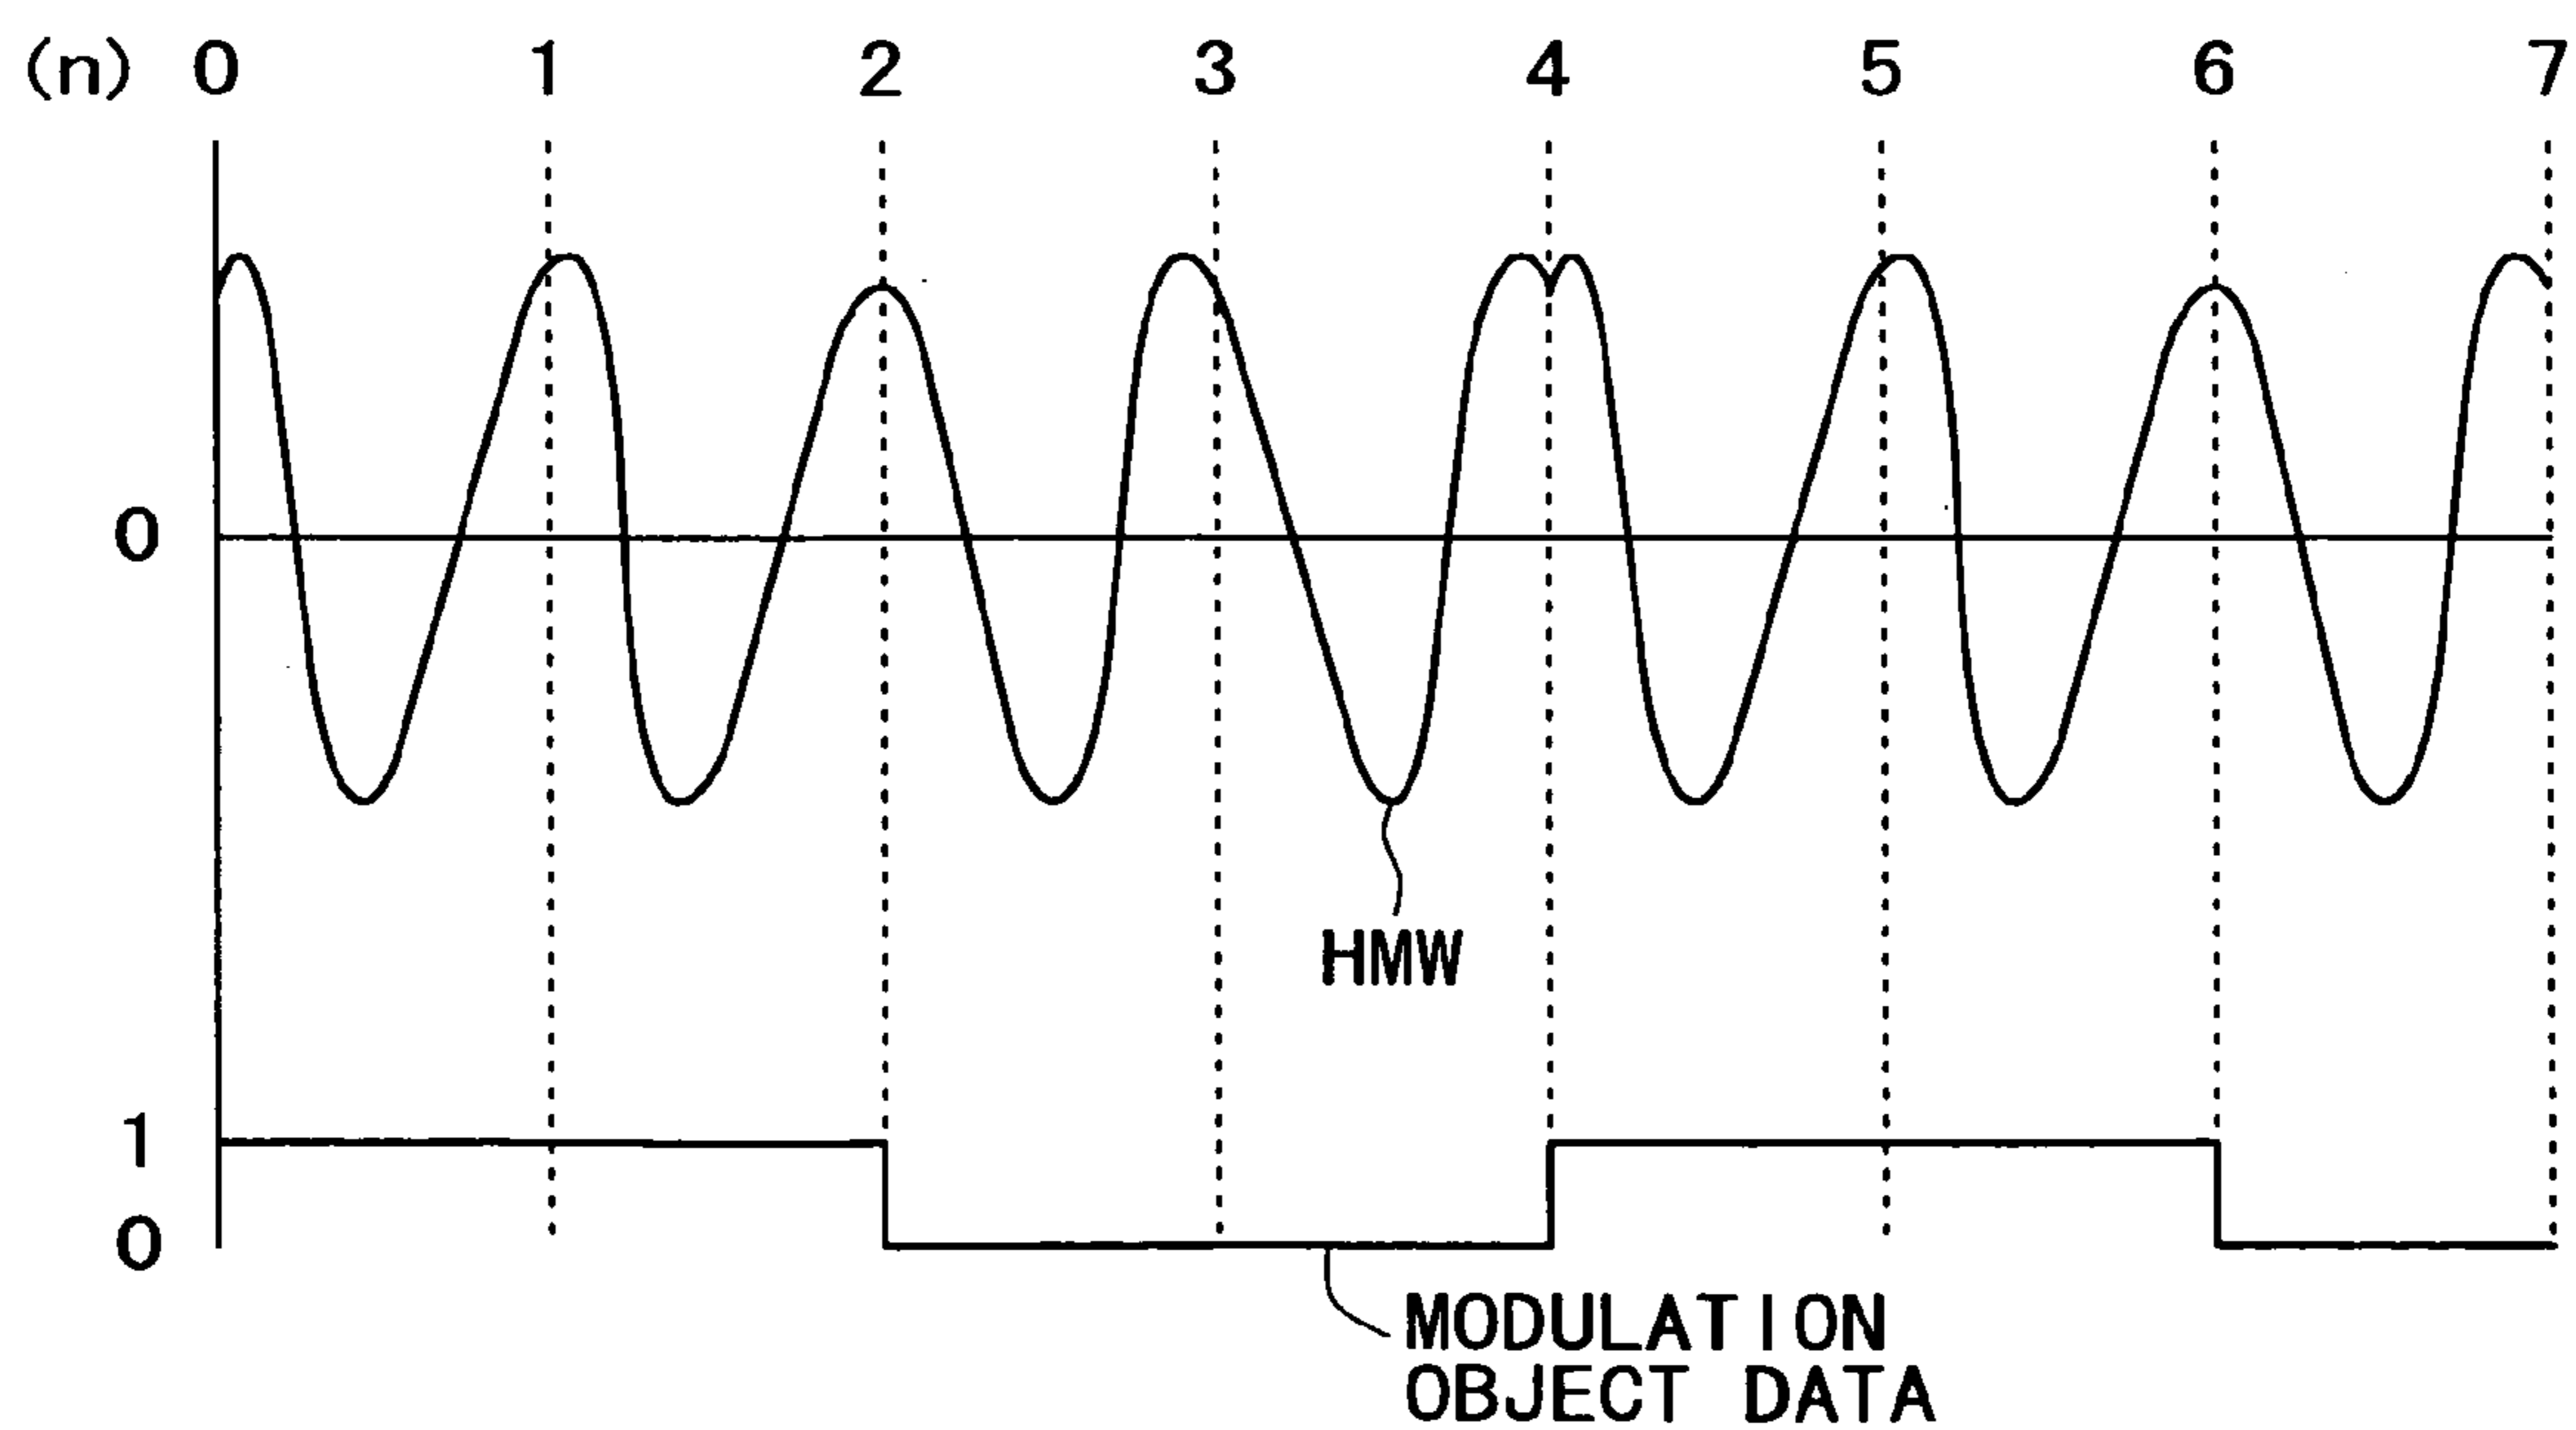 (n) 0 1 2 3 4 5 6 7
0
HMW
1
0
MODULATION
OBJECT DATA